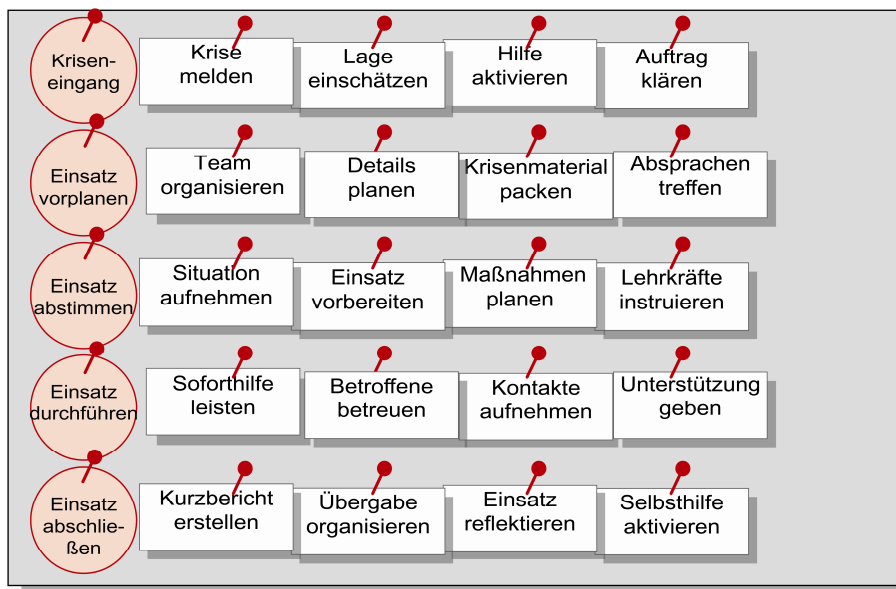 Krisen-
eingang
Krise
melden
Lage
einschätzen
Hilfe
aktivieren
Auftrag
klären
Einsatz
vorplanen
Team
organisieren
Details
planen
Krisenmaterial
packen
Absprachen
treffen
Einsatz
abstimmen
Situation
aufnehmen
Einsatz
vorbereiten
Maßnahmen
planen
Lehrkräfte
instruieren
Einsatz
durchführen
Soforthilfe
leisten
Betroffene
betreuen
Kontakte
aufnehmen
Unterstützung
geben
Einsatz
abschlie-
ßen
Kurzbericht
erstellen
Übergabe
organisieren
Einsatz
reflektieren
Selbsthilfe
aktivieren